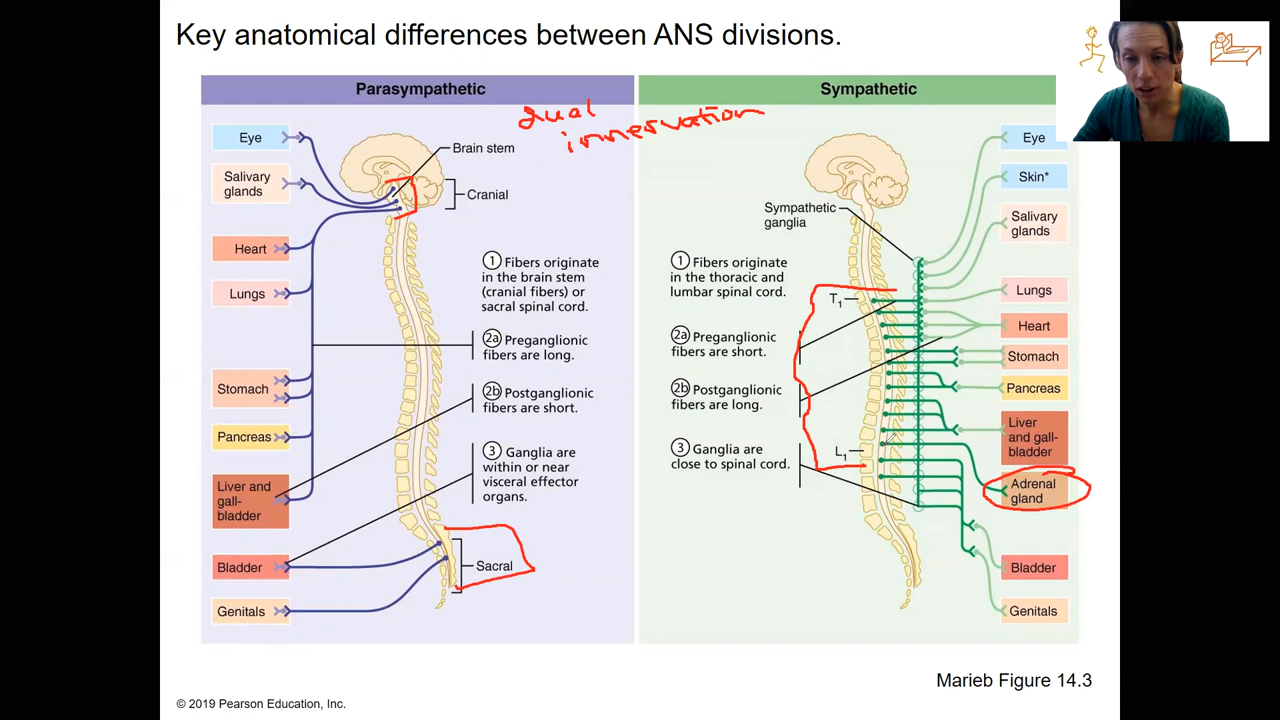 Key anatomical differences between ANS divisions.
Parasympathetic
dual
innervation
Eye
Salivary
glands
Heart
Lungs
Stomach
Pancreas
Liver and
gall-
bladder
Bladder
Genitals
Brain stem
Cranial
1 Fibers originate
in the brain stem
(cranial fibers) or
sacral spinal cord.
2a Preganglionic
fibers are long.
2b Postganglionic
fibers are short.
3 Ganglia are
within or near
visceral effector
organs.
Sacral
Sympathetic
Sympathetic
ganglia
1 Fibers originate
in the thoracic and
lumbar spinal cord.
2a Preganglionic
fibers are short.
2b Postganglionic
fibers are long.
3 Ganglia are
close to spinal cord.
T1
L1
Eye
Skin*
Salivary
glands
Lungs
Heart
Stomach
Pancreas
Liver
and gall-
bladder
Adrenal
gland
Bladder
Genitals
Marieb Figure 14.3
© 2019 Pearson Education, Inc.